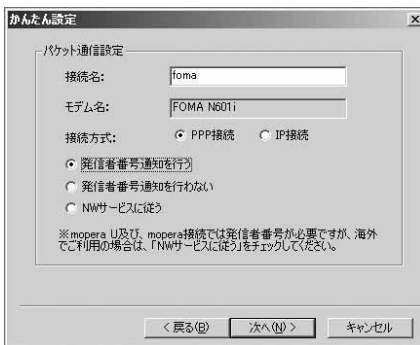 かんたん設定
パケット通信設定
接続名:
foma
モデム名:
FOMA N601i
接続方式:
PPP接続
IP接続
発信者番号通知を行う
発信者番号通知を行わない
NWサービスに従う
※mopera U及び、mopera接続では発信者番号が必要ですが、海外
でご利用の場合は、「NWサービスに従う」をチェックしてください。
< 戻る(B)
次へ(N) >
キャンセル